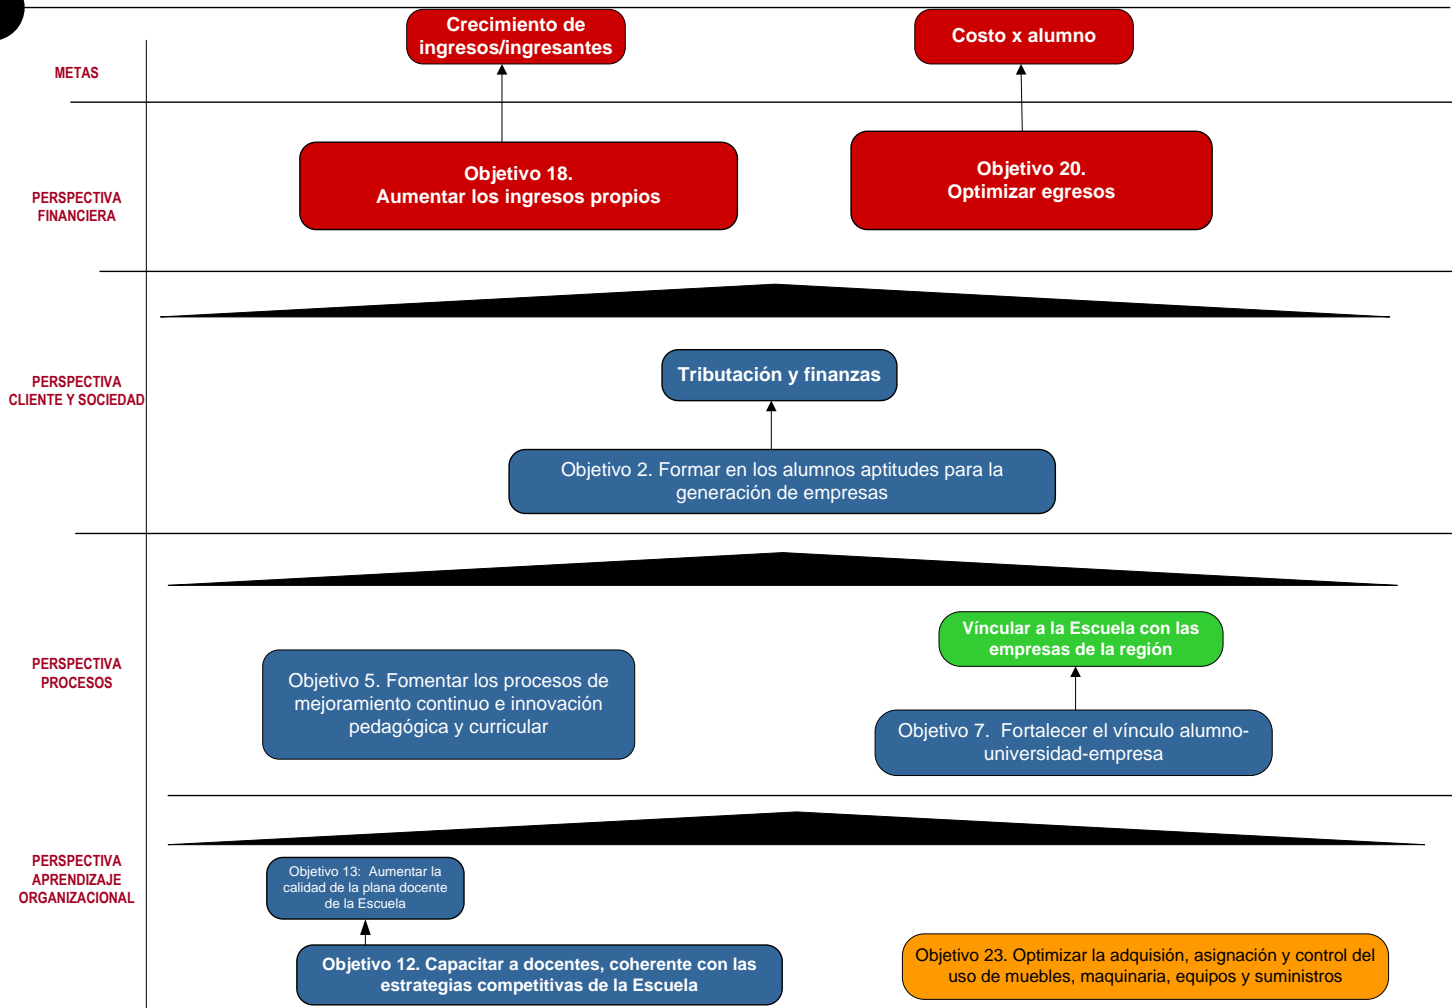 Crecimiento de
ingresos/ingresantes
Costo x alumno
METAS
Objetivo 18.
Aumentar los ingresos propios
Objetivo 20.
Optimizar egresos
PERSPECTIVA
FINANCIERA
Tributación y finanzas
PERSPECTIVA
CLIENTE Y SOCIEDAD
Objetivo 2. Formar en los alumnos aptitudes para la
generación de empresas
Víncular a la Escuela con las
empresas de la región
PERSPECTIVA
PROCESOS
Objetivo 5. Fomentar los procesos de
mejoramiento continuo e innovación
pedagógica y curricular
Objetivo 7.  Fortalecer el vínculo alumno-
universidad-empresa
PERSPECTIVA
APRENDIZAJE
ORGANIZACIONAL
Objetivo 13:  Aumentar la
calidad de la plana docente
de la Escuela
Objetivo 12. Capacitar a docentes, coherente con las
estrategias competitivas de la Escuela
Objetivo 23. Optimizar la adquisión, asignación y control del
uso de muebles, maquinaria, equipos y suministros